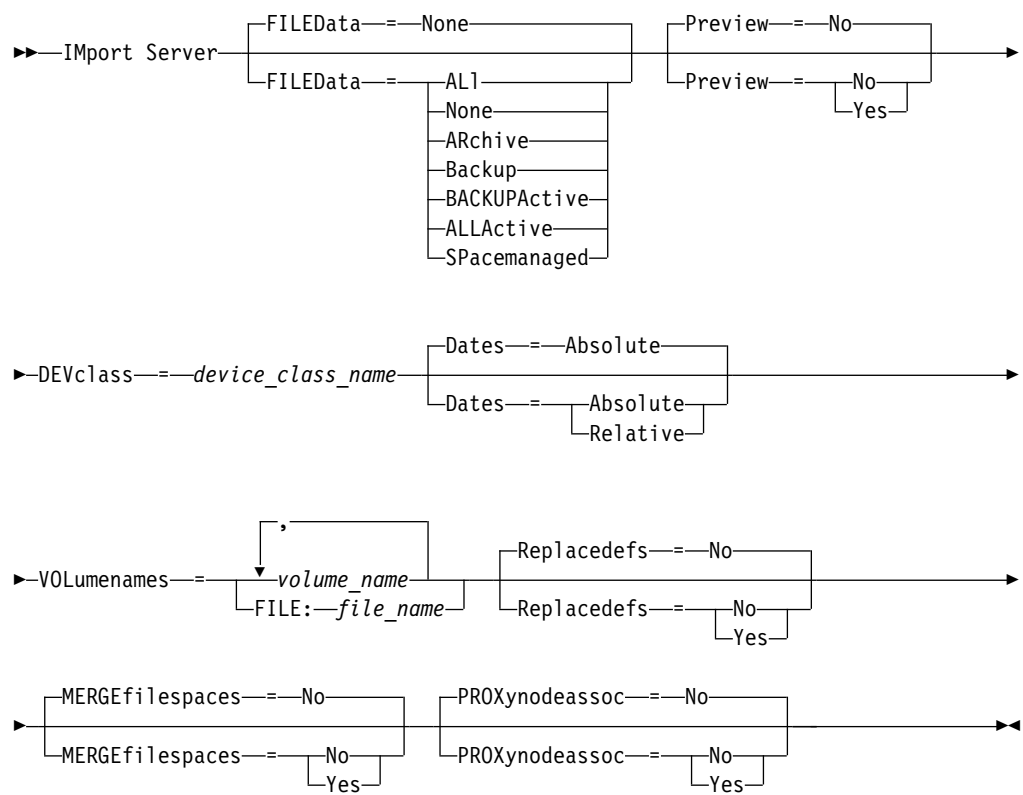 FILEData = None Preview = No
IMport Server
FILEData = ALl Preview = No
None Yes
ARchive
Backup
BACKUPActive
ALLActive
SPacemanaged
Dates = Absolute
DEVclass = device_class_name
Dates = Absolute
Relative
,
Replacedefs = No
VOLumenames = volume_name
FILE: file_name Replacedefs = No
Yes
MERGEfilespaces = No PROXynodeassoc = No
MERGEfilespaces = No PROXynodeassoc = No
Yes Yes